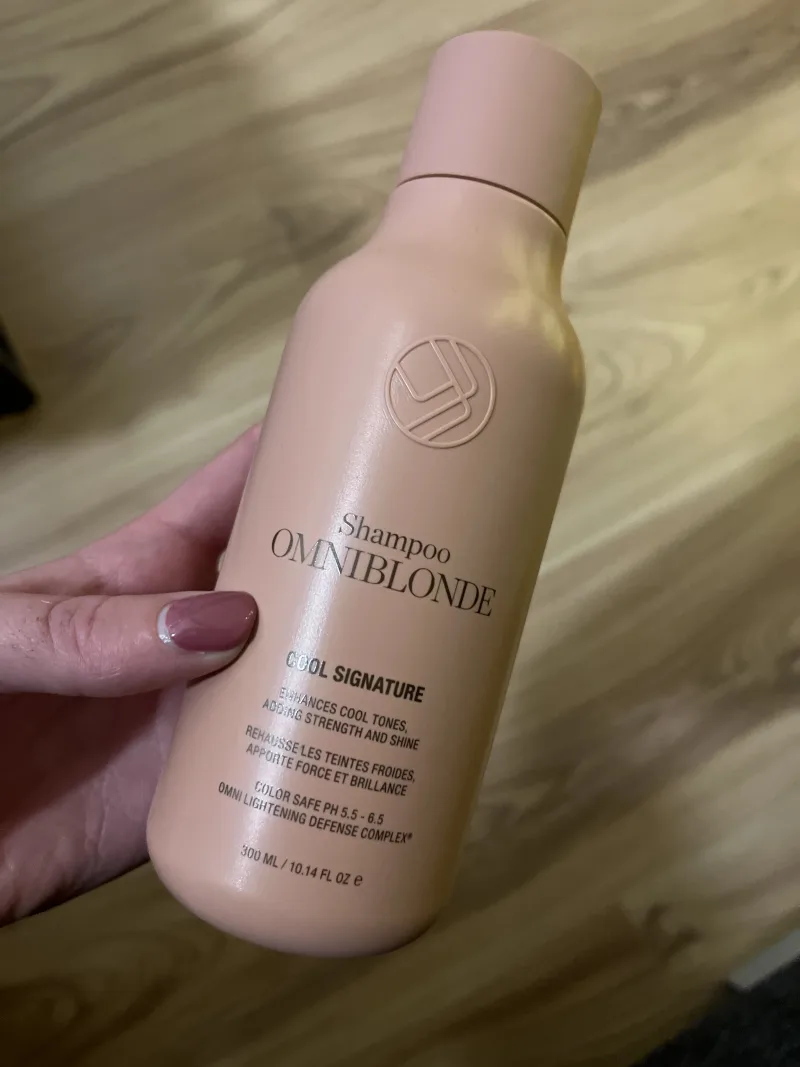 Shampoo
OMNIBLONDE
COOL SIGNATURE
ENHANCES COOL TONES,
ADDING STRENGTH AND SHINE
REHAUSSE LES TEINTES FROIDES,
APPORTE FORCE ET BRILLANCE
COLOR SAFE PH 5.5 - 6.5
OMNI LIGHTENING DEFENSE COMPLEX®
300 ML / 10.14 FL OZ ℮